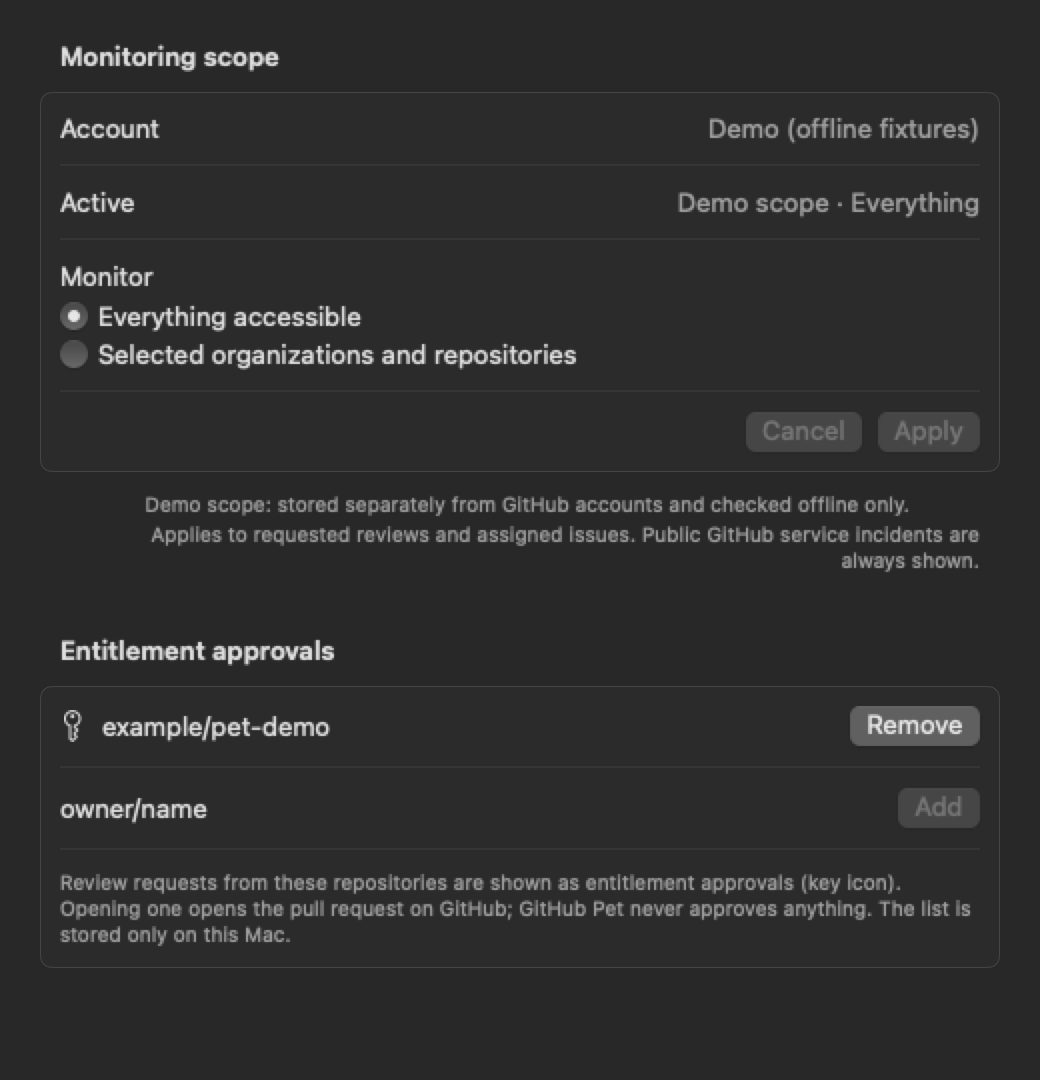 Monitoring scope
Account
Demo (offline fixtures)
Active
Demo scope · Everything
Monitor
Everything accessible
Selected organizations and repositories
Cancel
Apply
Demo scope: stored separately from GitHub accounts and checked offline only.
Applies to requested reviews and assigned issues. Public GitHub service incidents are
always shown.
Entitlement approvals
example/pet-demo
Remove
owner/name
Add
Review requests from these repositories are shown as entitlement approvals (key icon).
Opening one opens the pull request on GitHub; GitHub Pet never approves anything. The list is
stored only on this Mac.